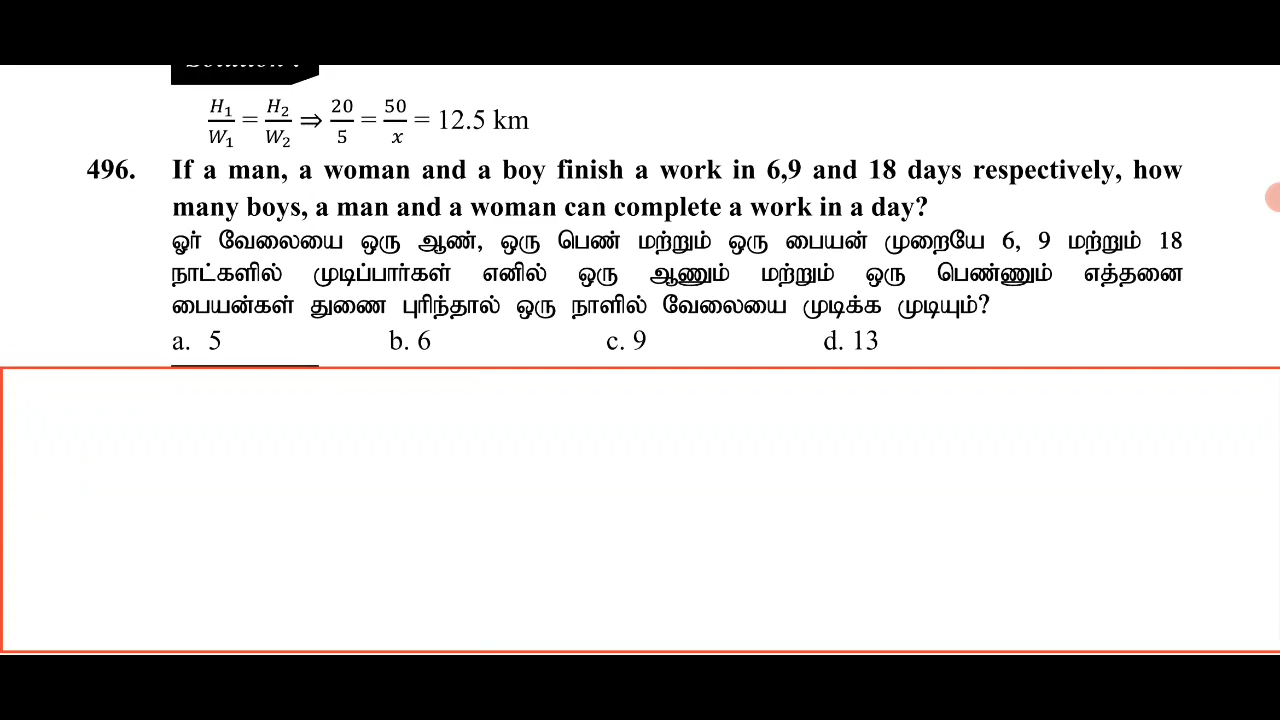 Solution :
H₁/W₁ = H₂/W₂ ⇒ 20/5 = 50/x = 12.5 km
496. If a man, a woman and a boy finish a work in 6,9 and 18 days respectively, how
many boys, a man and a woman can complete a work in a day?
ஓர் வேலையை ஒரு ஆண், ஒரு பெண் மற்றும் ஒரு பையன் முறையே 6, 9 மற்றும் 18
நாட்களில் முடிப்பார்கள் எனில் ஒரு ஆணும் மற்றும் ஒரு பெண்ணும் எத்தனை
பையன்கள் துணை புரிந்தால் ஒரு நாளில் வேலையை முடிக்க முடியும்?
a. 5 b. 6 c. 9 d. 13